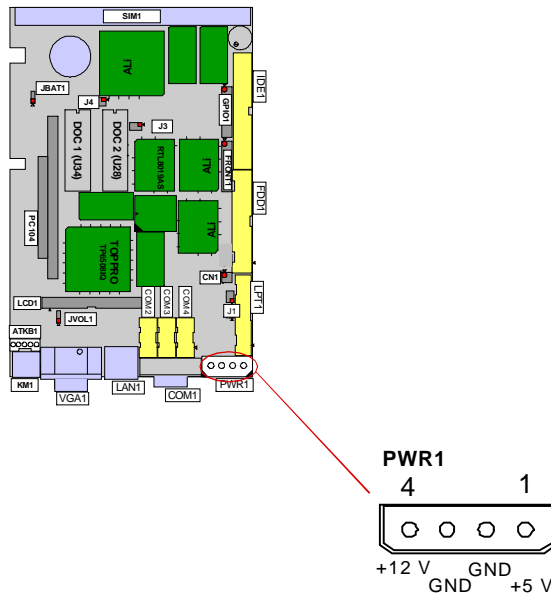 SIM1
ALi
IDE1
JBAT1
J4
GPIO1
DOC 1 (U34)
DOC 2 (U28)
J3
RTL8019AS
ALi
FRONT1
PC104
FDD1
ALi
TOPPRO
CN1
LCD1
COM2
COM3
COM4
LPT1
J1
JVOL1
ATKB1
KM1
VGA1
LAN1
COM1
PWR1
PWR1
4 1
+12 V GND
GND +5 V